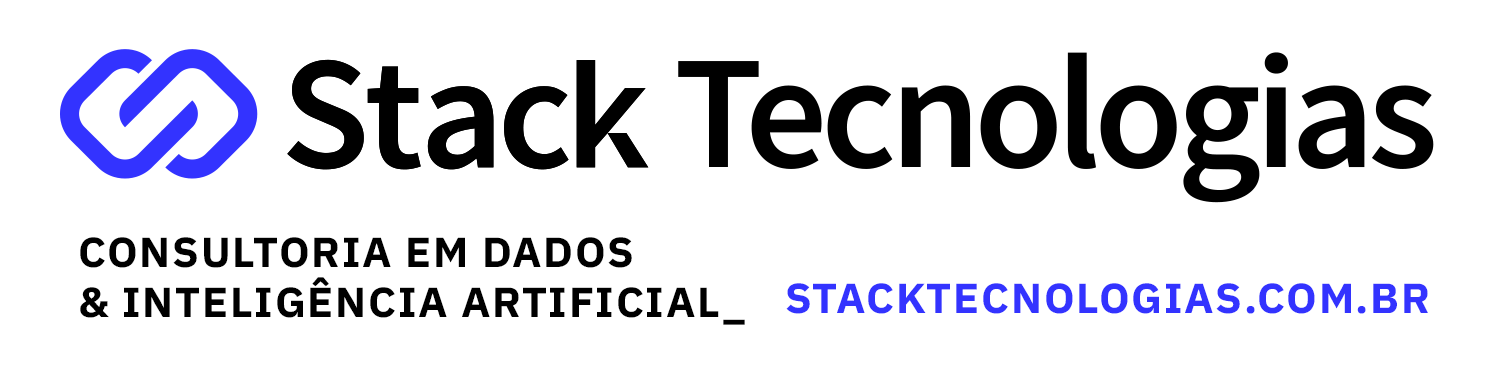 Stack Tecnologias
CONSULTORIA EM DADOS
& INTELIGÊNCIA ARTIFICIAL_
STACKTECNOLOGIAS.COM.BR